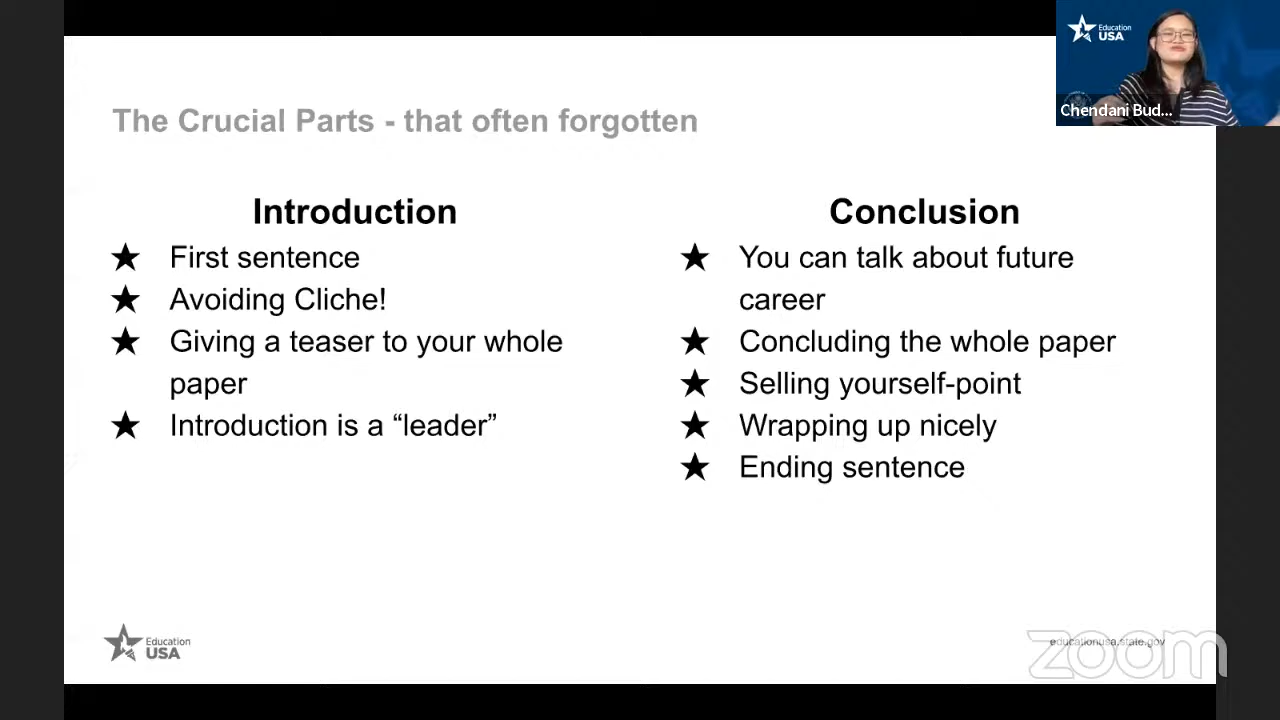 Education
USA
Chendani Bud...
The Crucial Parts - that often forgotten
Introduction
★ First sentence
★ Avoiding Cliche!
★ Giving a teaser to your whole
paper
★ Introduction is a “leader”
Conclusion
★ You can talk about future
career
★ Concluding the whole paper
★ Selling yourself-point
★ Wrapping up nicely
★ Ending sentence
Education
USA
educationusa.state.gov
zoom